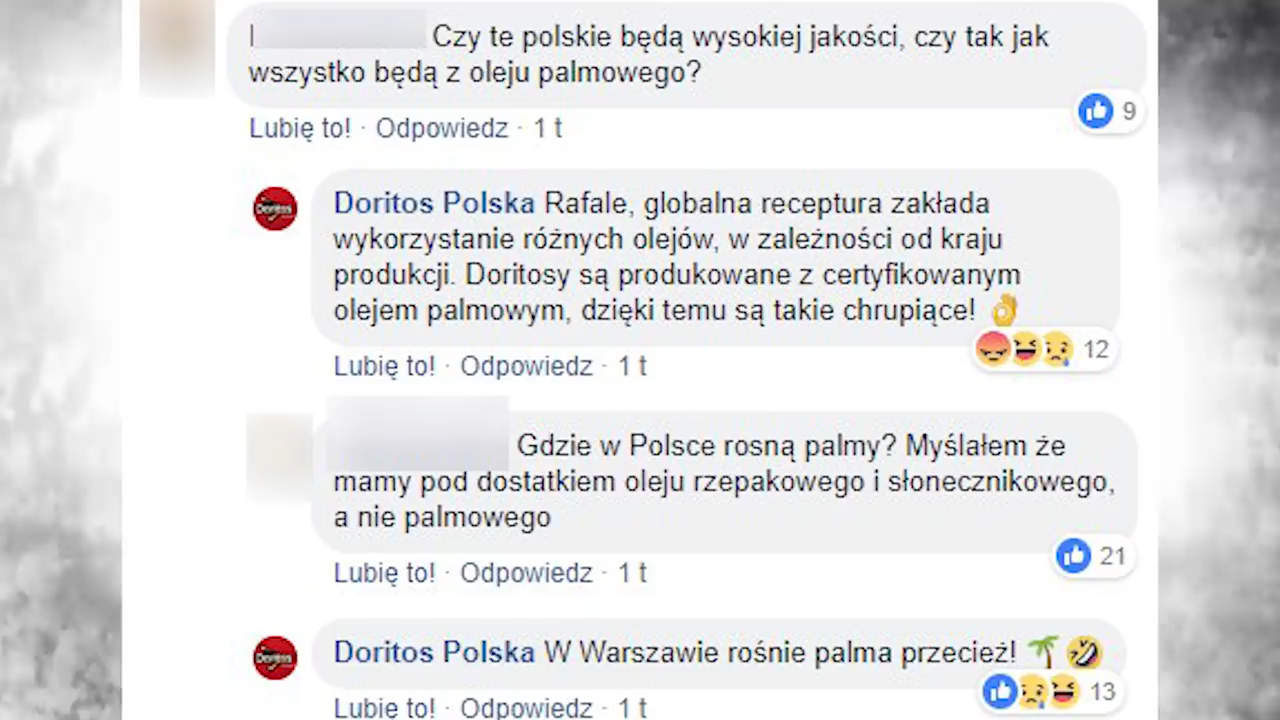 Czy te polskie będą wysokiej jakości, czy tak jak
wszystko będą z oleju palmowego?
9
Lubię to! · Odpowiedz · 1 t
Doritos
Doritos Polska Rafale, globalna receptura zakłada
wykorzystanie różnych olejów, w zależności od kraju
produkcji. Doritosy są produkowane z certyfikowanym
olejem palmowym, dzięki temu są takie chrupiące! 👌
12
Lubię to! · Odpowiedz · 1 t
Gdzie w Polsce rosną palmy? Myślałem że
mamy pod dostatkiem oleju rzepakowego i słonecznikowego,
a nie palmowego
21
Lubię to! · Odpowiedz · 1 t
Doritos
Doritos Polska W Warszawie rośnie palma przecież! 🌴🤣
13
Lubię to! · Odpowiedz · 1 t